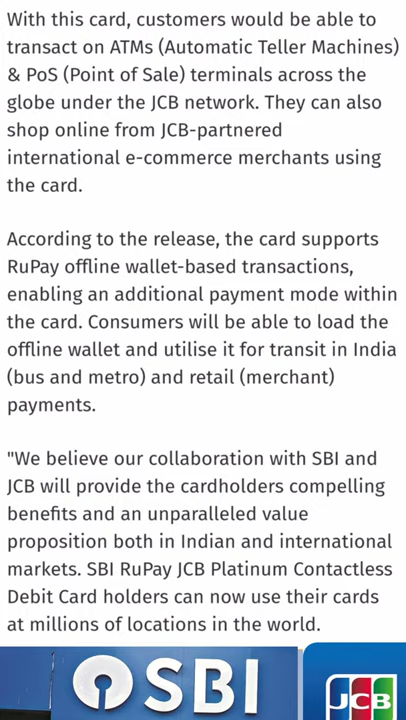 With this card, customers would be able to
transact on ATMs (Automatic Teller Machines)
& PoS (Point of Sale) terminals across the
globe under the JCB network. They can also
shop online from JCB-partnered
international e-commerce merchants using
the card.
According to the release, the card supports
RuPay offline wallet-based transactions,
enabling an additional payment mode within
the card. Consumers will be able to load the
offline wallet and utilise it for transit in India
(bus and metro) and retail (merchant)
payments.
"We believe our collaboration with SBI and
JCB will provide the cardholders compelling
benefits and an unparalleled value
proposition both in Indian and international
markets. SBI RuPay JCB Platinum Contactless
Debit Card holders can now use their cards
at millions of locations in the world.
SBI
JCB